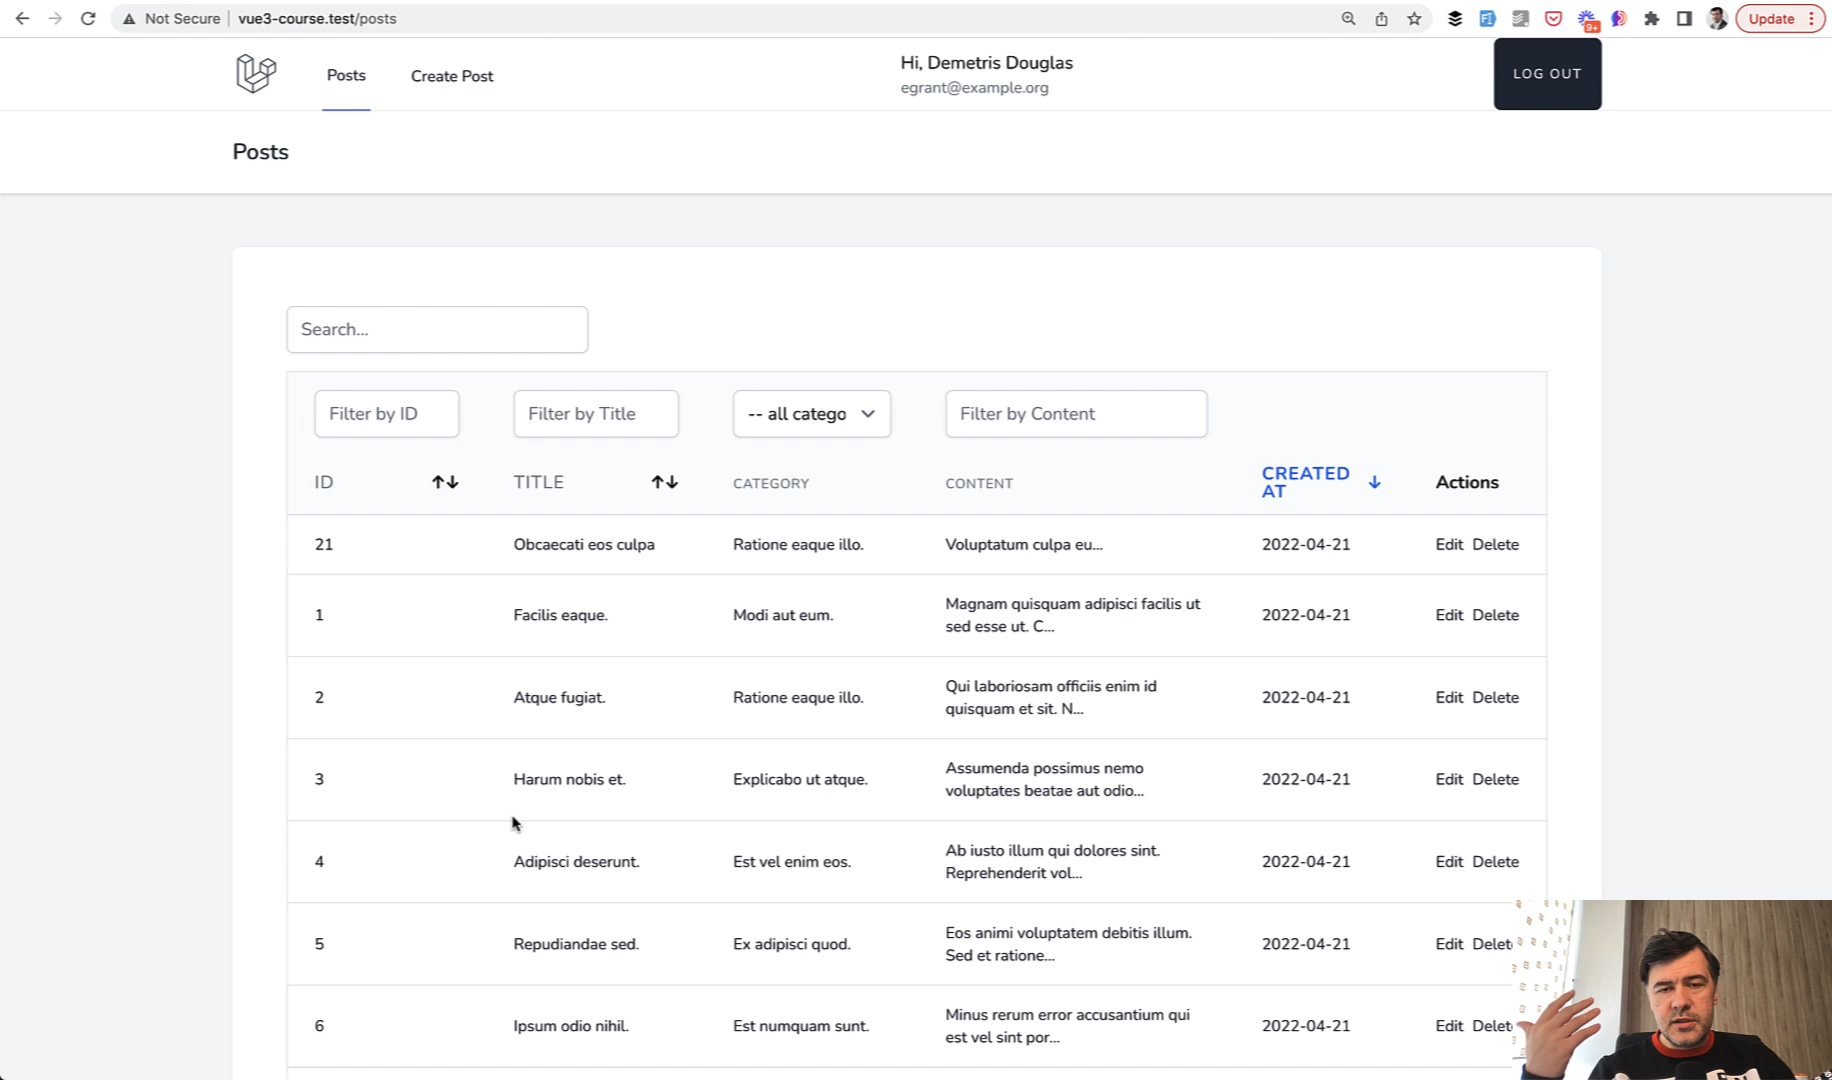 Not Secure | vue3-course.test/posts
9+
Update
Posts
Create Post
Hi, Demetris Douglas
egrant@example.org
LOG OUT
Posts
Search...
Filter by ID
Filter by Title
-- all catego
Filter by Content
ID
TITLE
CATEGORY
CONTENT
CREATED AT
Actions
21 Obcaecati eos culpa Ratione eaque illo. Voluptatum culpa eu... 2022-04-21 Edit Delete
1 Facilis eaque. Modi aut eum. Magnam quisquam adipisci facilis ut
sed esse ut. C... 2022-04-21 Edit Delete
2 Atque fugiat. Ratione eaque illo. Qui laboriosam officiis enim id
quisquam et sit. N... 2022-04-21 Edit Delete
3 Harum nobis et. Explicabo ut atque. Assumenda possimus nemo
voluptates beatae aut odio... 2022-04-21 Edit Delete
4 Adipisci deserunt. Est vel enim eos. Ab iusto illum qui dolores sint.
Reprehenderit vol... 2022-04-21 Edit Delete
5 Repudiandae sed. Ex adipisci quod. Eos animi voluptatem debitis illum.
Sed et ratione... 2022-04-21 Edit Delet
6 Ipsum odio nihil. Est numquam sunt. Minus rerum error accusantium qui
est vel sint por... 2022-04-21 Edit Delet